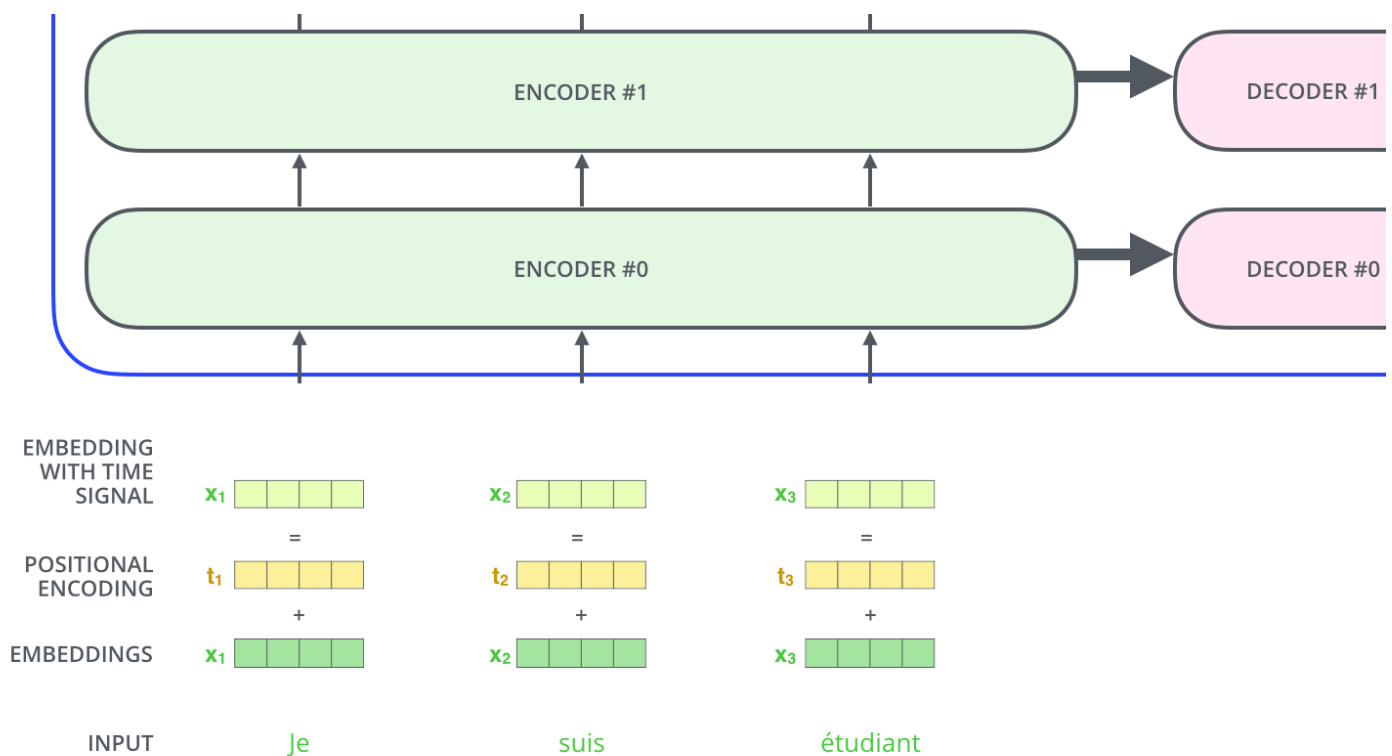 ENCODER #1
DECODER #1
ENCODER #0
DECODER #0
EMBEDDING
WITH TIME
SIGNAL
x₁ x₂ x₃
= = =
POSITIONAL
ENCODING
t₁ t₂ t₃
+ + +
EMBEDDINGS x₁ x₂ x₃
INPUT Je suis étudiant